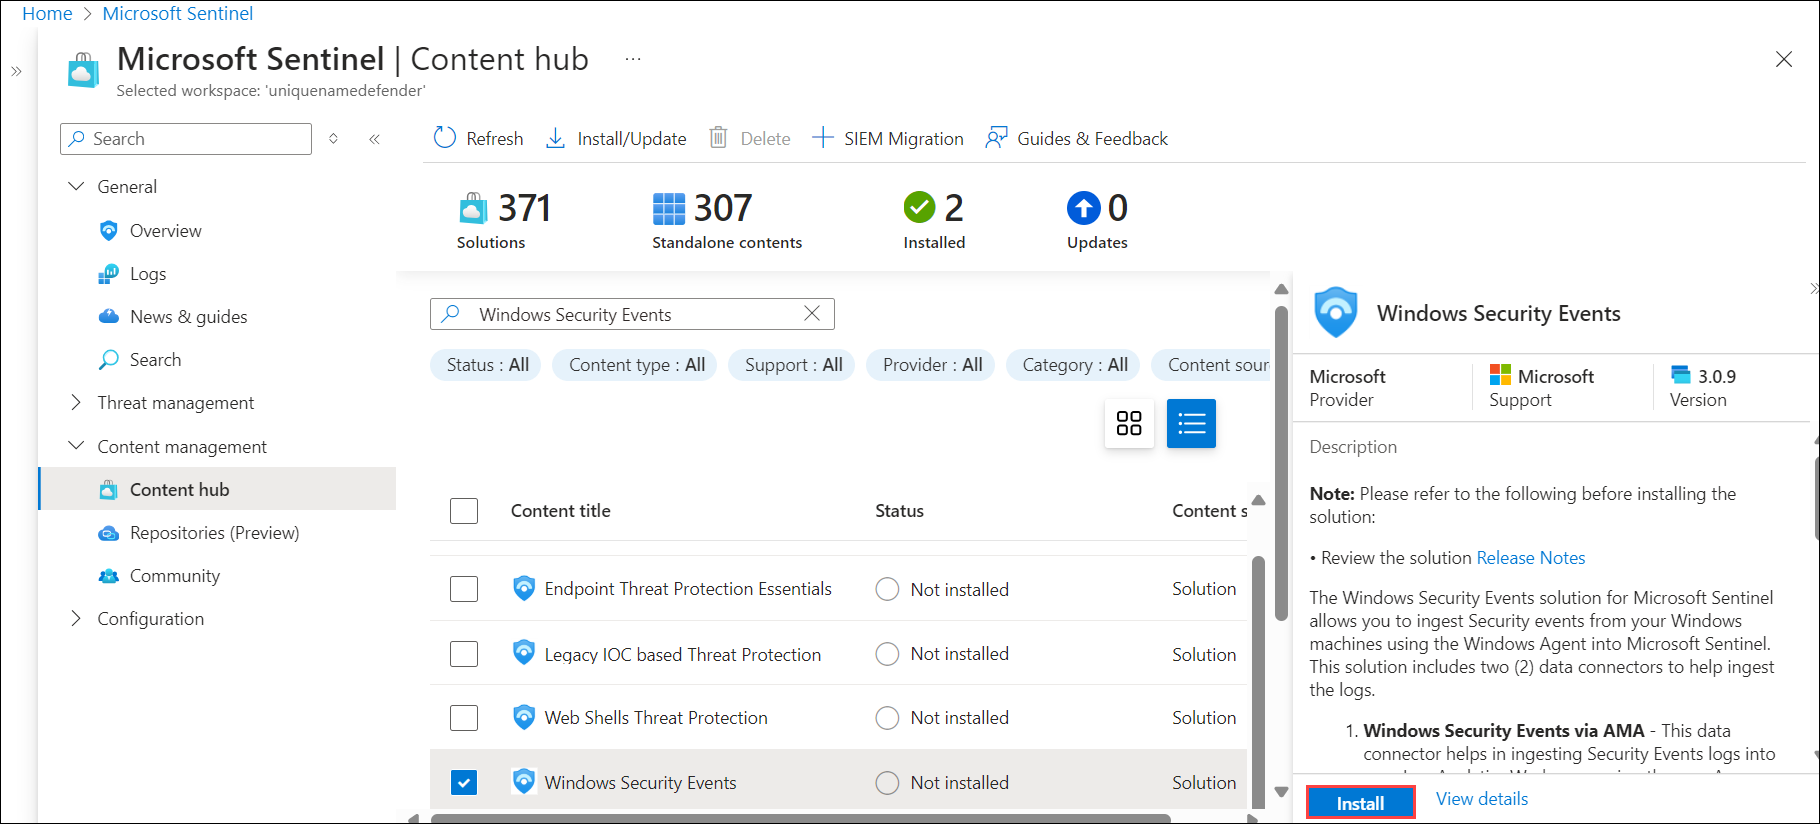 Home > Microsoft Sentinel
Microsoft Sentinel | Content hub ...
Selected workspace: 'uniquenamedefender'
Search
General
Overview
Logs
News & guides
Search
Threat management
Content management
Content hub
Repositories (Preview)
Community
Configuration
Refresh Install/Update Delete SIEM Migration Guides & Feedback
371 307 2 0
Solutions Standalone contents Installed Updates
Windows Security Events
Status : All Content type : All Support : All Provider : All Category : All Content sour
Content title Status Content s
Endpoint Threat Protection Essentials Not installed Solution
Legacy IOC based Threat Protection Not installed Solution
Web Shells Threat Protection Not installed Solution
Windows Security Events Not installed Solution
Windows Security Events
Microsoft Microsoft 3.0.9
Provider Support Version
Description
Note: Please refer to the following before installing the
solution:
• Review the solution Release Notes
The Windows Security Events solution for Microsoft Sentinel
allows you to ingest Security events from your Windows
machines using the Windows Agent into Microsoft Sentinel.
This solution includes two (2) data connectors to help ingest
the logs.
1. Windows Security Events via AMA - This data
connector helps in ingesting Security Events logs into
Install View details